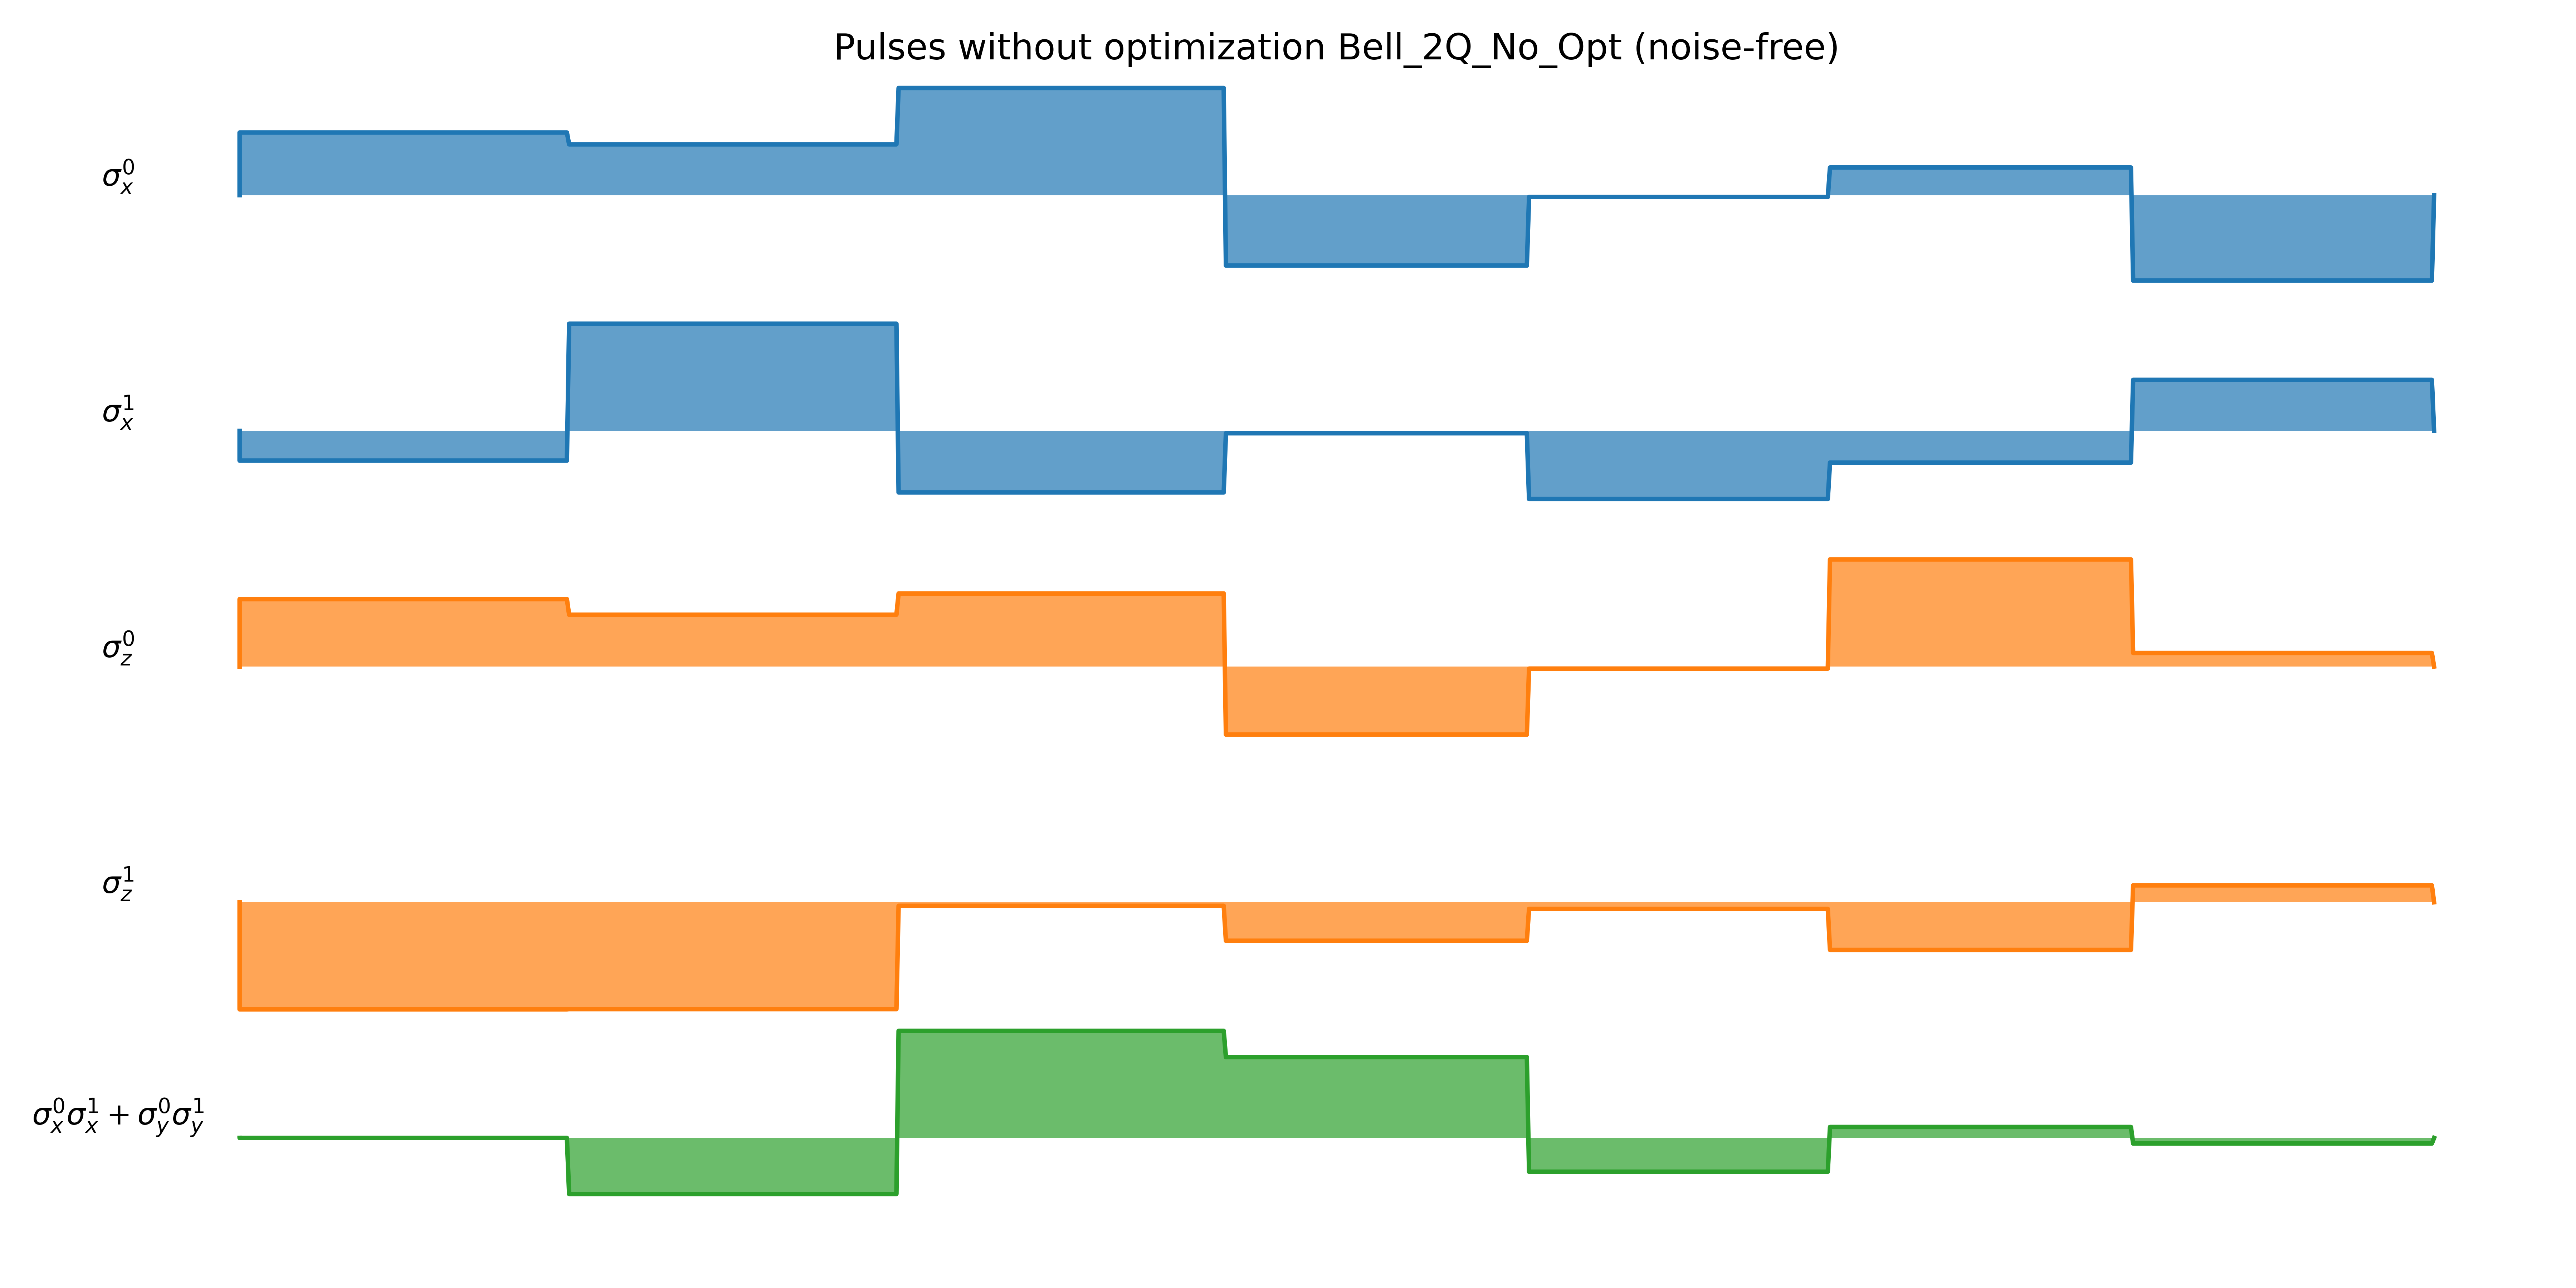 Pulses without optimization Bell_2Q_No_Opt (noise-free)
σ_x^0
σ_x^1
σ_z^0
σ_z^1
σ_x^0σ_x^1 + σ_y^0σ_y^1